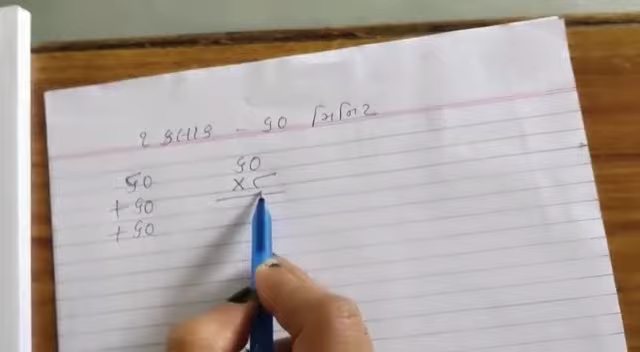 ૧ કલાક - ૬૦ મિનિટ
૬૦ ૬૦
+ ૬૦ ×
+ ૬૦